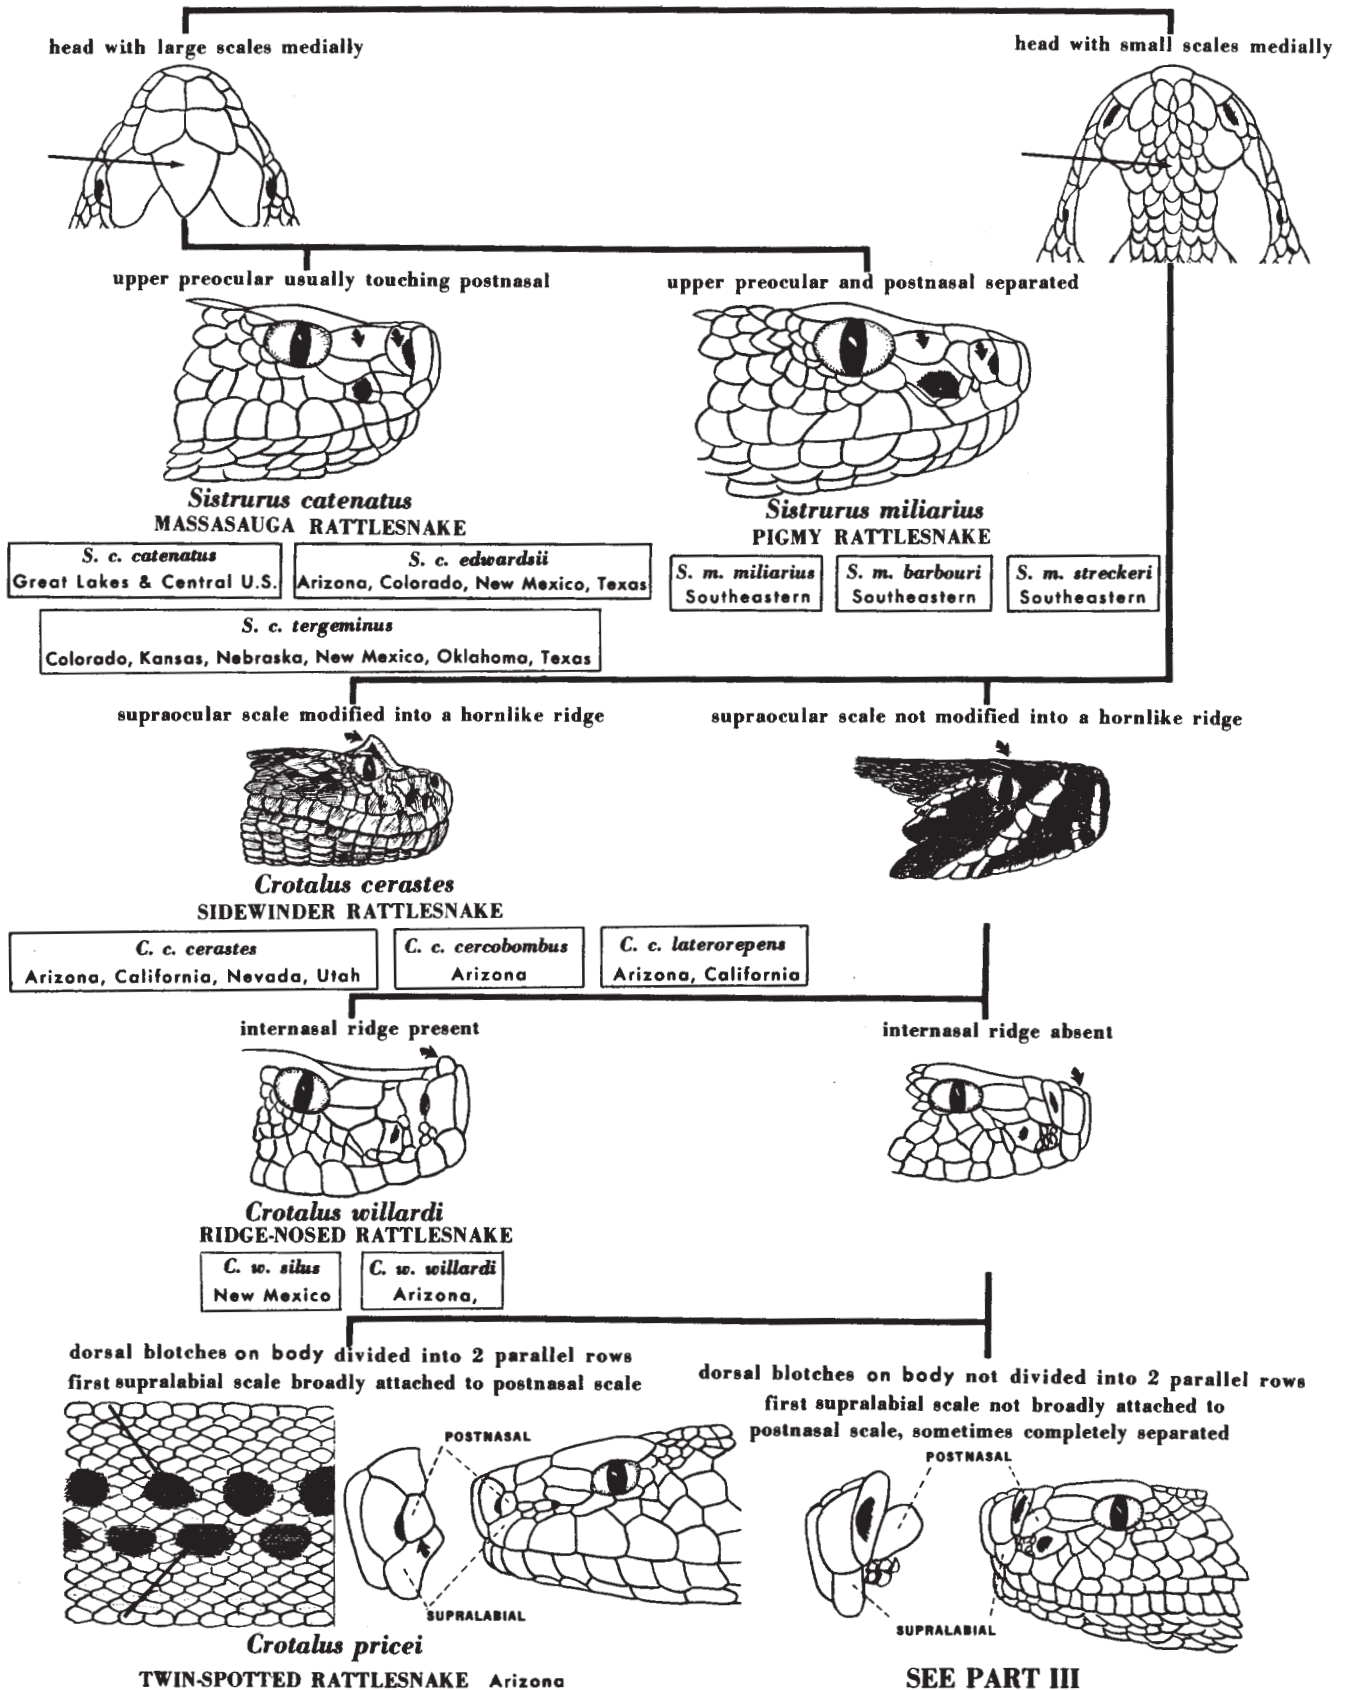 head with large scales medially
head with small scales medially
upper preocular usually touching postnasal
upper preocular and postnasal separated
Sistrurus catenatus
MASSASAUGA RATTLESNAKE
Sistrurus miliarius
PIGMY RATTLESNAKE
S. c. catenatus
Great Lakes & Central U.S.
S. c. edwardsii
Arizona, Colorado, New Mexico, Texas
S. m. miliarius
Southeastern
S. m. barbouri
Southeastern
S. m. streckeri
Southeastern
S. c. tergeminus
Colorado, Kansas, Nebraska, New Mexico, Oklahoma, Texas
supraocular scale modified into a hornlike ridge
supraocular scale not modified into a hornlike ridge
Crotalus cerastes
SIDEWINDER RATTLESNAKE
C. c. cerastes
Arizona, California, Nevada, Utah
C. c. cercobombus
Arizona
C. c. laterorepens
Arizona, California
internasal ridge present
internasal ridge absent
Crotalus willardi
RIDGE-NOSED RATTLESNAKE
C. w. silus
New Mexico
C. w. willardi
Arizona,
dorsal blotches on body divided into 2 parallel rows
first supralabial scale broadly attached to postnasal scale
dorsal blotches on body not divided into 2 parallel rows
first supralabial scale not broadly attached to
postnasal scale, sometimes completely separated
POSTNASAL
SUPRALABIAL
POSTNASAL
SUPRALABIAL
Crotalus pricei
TWIN-SPOTTED RATTLESNAKE Arizona
SEE PART III